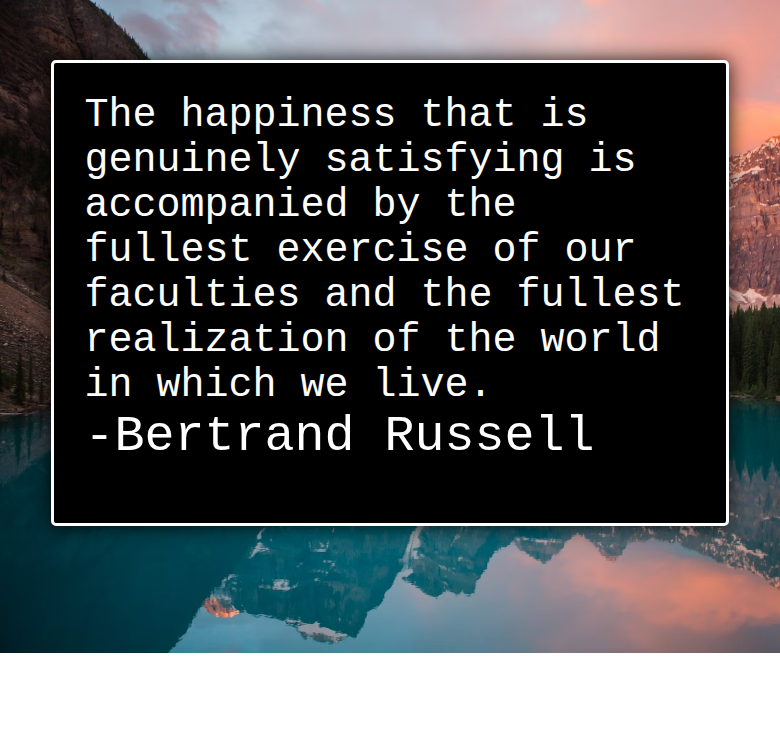 The happiness that is
genuinely satisfying is
accompanied by the
fullest exercise of our
faculties and the fullest
realization of the world
in which we live.
-Bertrand Russell